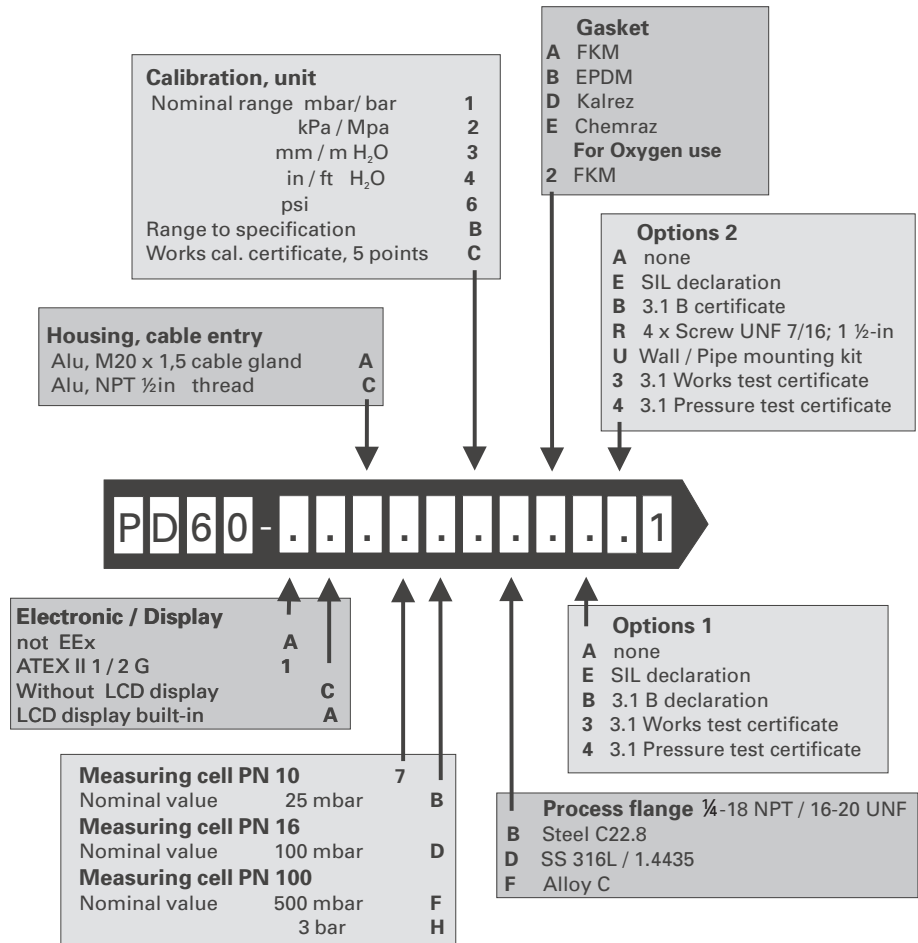 Gasket
A FKM
B EPDM
D Kalrez
E Chemraz
For Oxygen use
2 FKM
Calibration, unit
Nominal range mbar/ bar 1
kPa / Mpa 2
mm / m H₂O 3
in / ft H₂O 4
psi 6
Range to specification B
Works cal. certificate, 5 points C
Options 2
A none
E SIL declaration
B 3.1 B certificate
R 4 x Screw UNF 7/16; 1 ½-in
U Wall / Pipe mounting kit
3 3.1 Works test certificate
4 3.1 Pressure test certificate
Housing, cable entry
Alu, M20 x 1,5 cable gland A
Alu, NPT ½in thread C
PD60-...........1
Electronic / Display
not EEx A
ATEX II 1 / 2 G 1
Without LCD display C
LCD display built-in A
Options 1
A none
E SIL declaration
B 3.1 B declaration
3 3.1 Works test certificate
4 3.1 Pressure test certificate
Measuring cell PN 10 7
Nominal value 25 mbar B
Measuring cell PN 16
Nominal value 100 mbar D
Measuring cell PN 100
Nominal value 500 mbar F
3 bar H
Process flange ¼-18 NPT / 16-20 UNF
B Steel C22.8
D SS 316L / 1.4435
F Alloy C